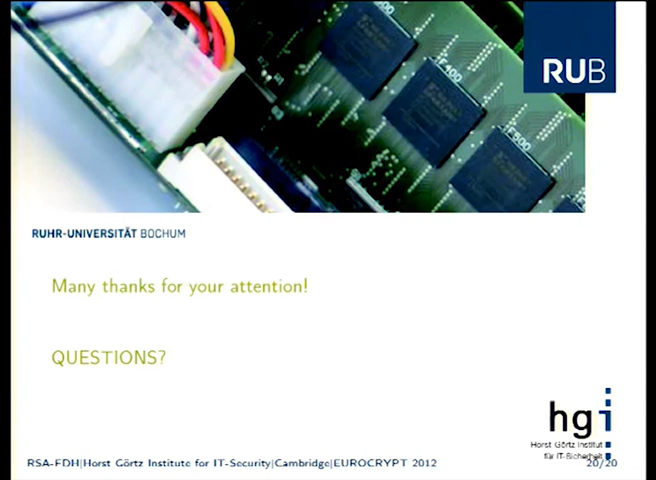 RUB
RUHR-UNIVERSITÄT BOCHUM
Many thanks for your attention!
QUESTIONS?
hgi
Horst Görtz Institut
für IT-Sicherheit
RSA-FDH|Horst Görtz Institute for IT-Security|Cambridge|EUROCRYPT 2012
20/20